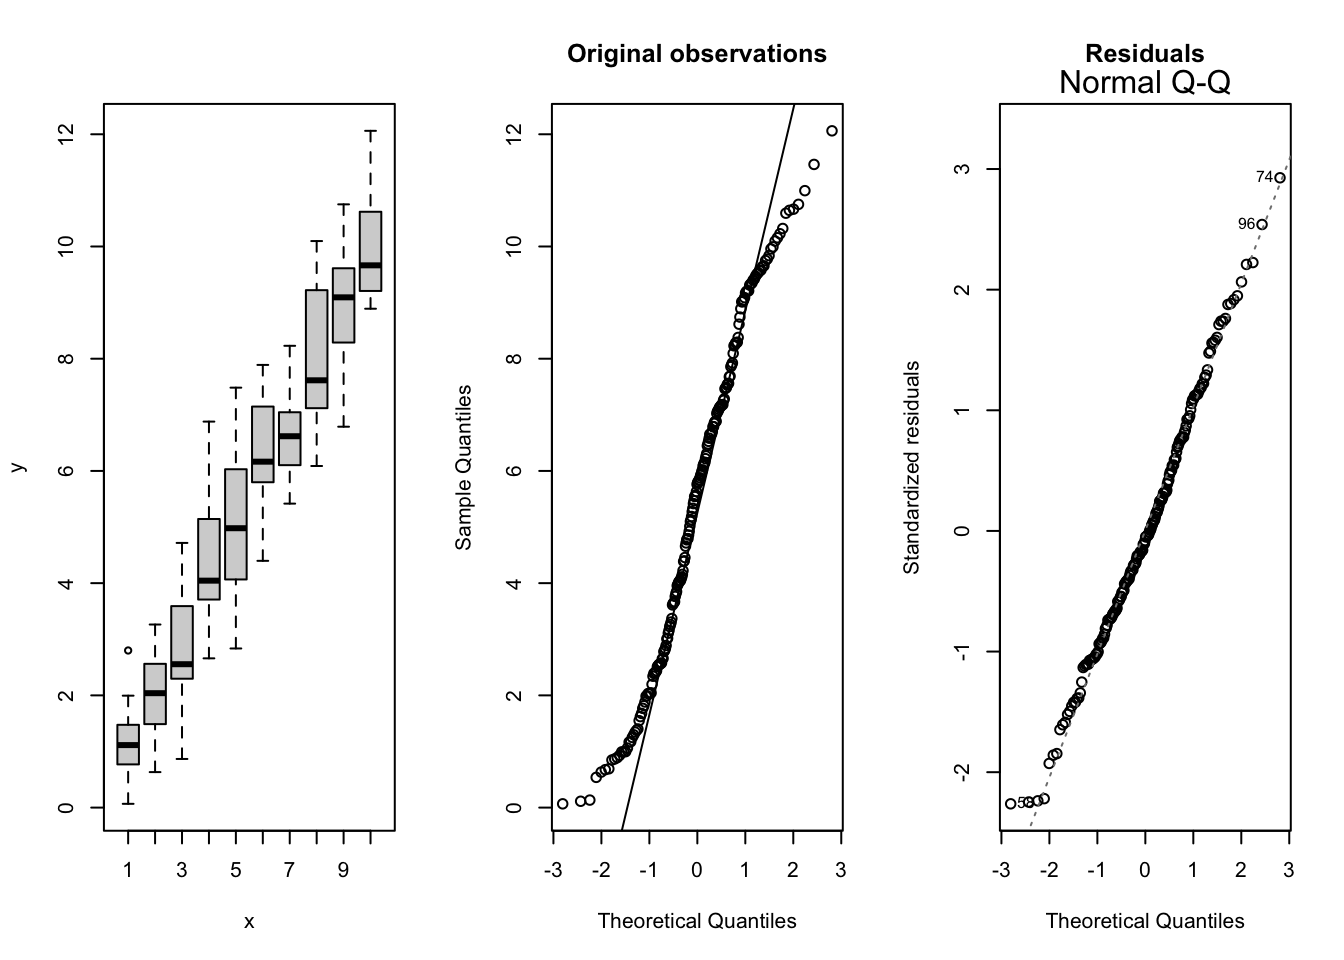 y
12
10
8
6
4
2
0
1 3 5 7 9
x
Original observations
Sample Quantiles
12
10
8
6
4
2
0
-3 -2 -1 0 1 2 3
Theoretical Quantiles
Residuals
Normal Q-Q
Standardized residuals
3
2
1
0
-1
-2
74
96
-3 -2 -1 0 1 2 3
Theoretical Quantiles